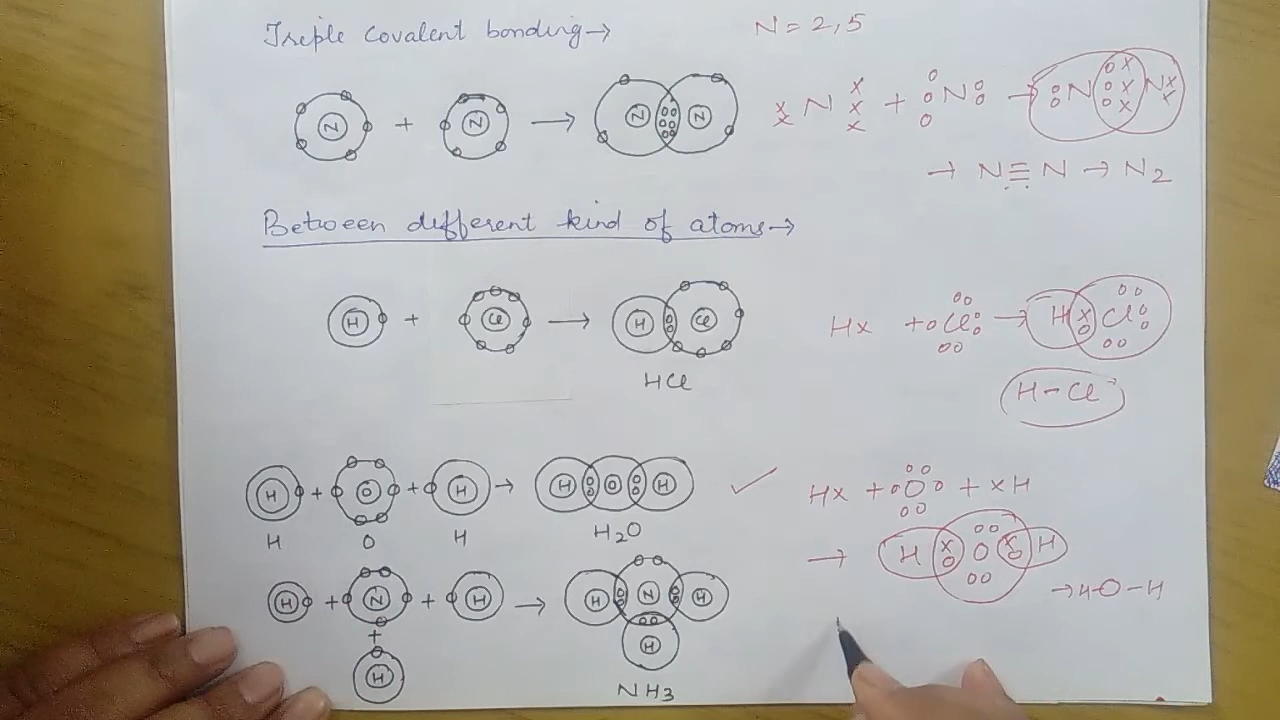 Triple covalent bonding→ N = 2,5
N + N → N N
x N x x x + N → N x x x N x
→ N≡N → N2
Between different kind of atoms→
H + Cl → H Cl
HCl
Hx + Cl → H x Cl
H-Cl
H + O + H → H O H
H O H H2O
Hx + O + xH
→ H x O x H
→ HO-H
H + N + H → H N H
+
H H
NH3